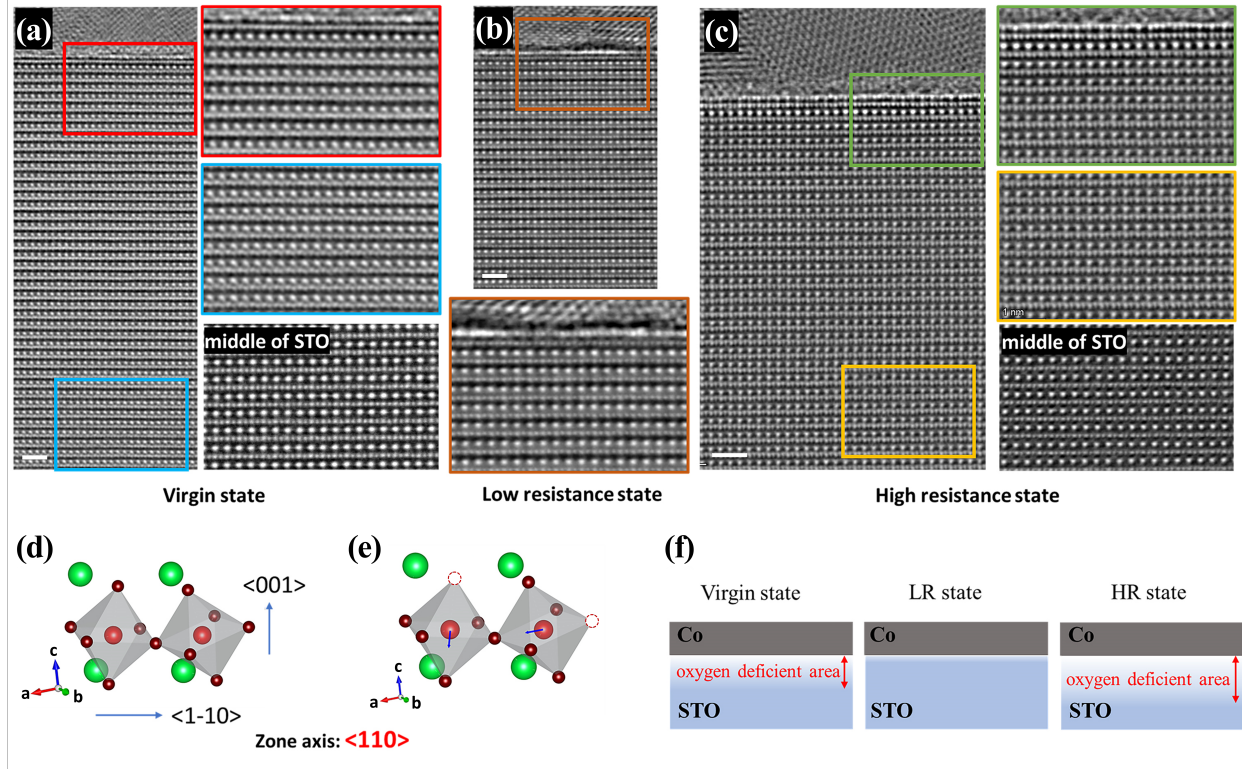 (a)
(b)
(c)
middle of STO
1 nm
middle of STO
Virgin state
Low resistance state
High resistance state
(d)
<001>
c
a
b
<1-10>
(e)
c
a
b
Zone axis: <110>
(f)
Virgin state
LR state
HR state
Co
oxygen deficient area
STO
Co
STO
Co
oxygen deficient area
STO